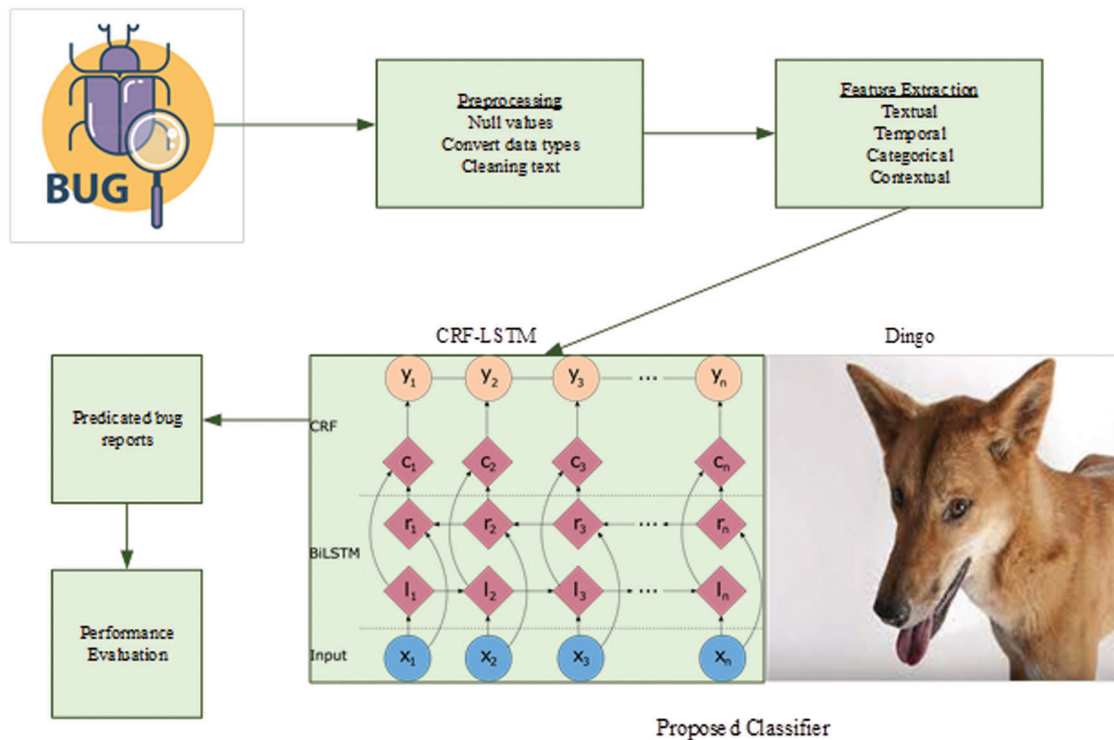 BUG
Preprocessing
Null values
Convert data types
Cleaning text
Feature Extraction
Textual
Temporal
Categorical
Contextual
CRF-LSTM
Dingo
Predicated bug
reports
Performance
Evaluation
CRF
BiLSTM
Input
y1 y2 y3 ... yn
c1 c2 c3 cn
r1 r2 r3 ... rn
l1 l2 l3 ... ln
x1 x2 x3 xn
Proposed Classifier